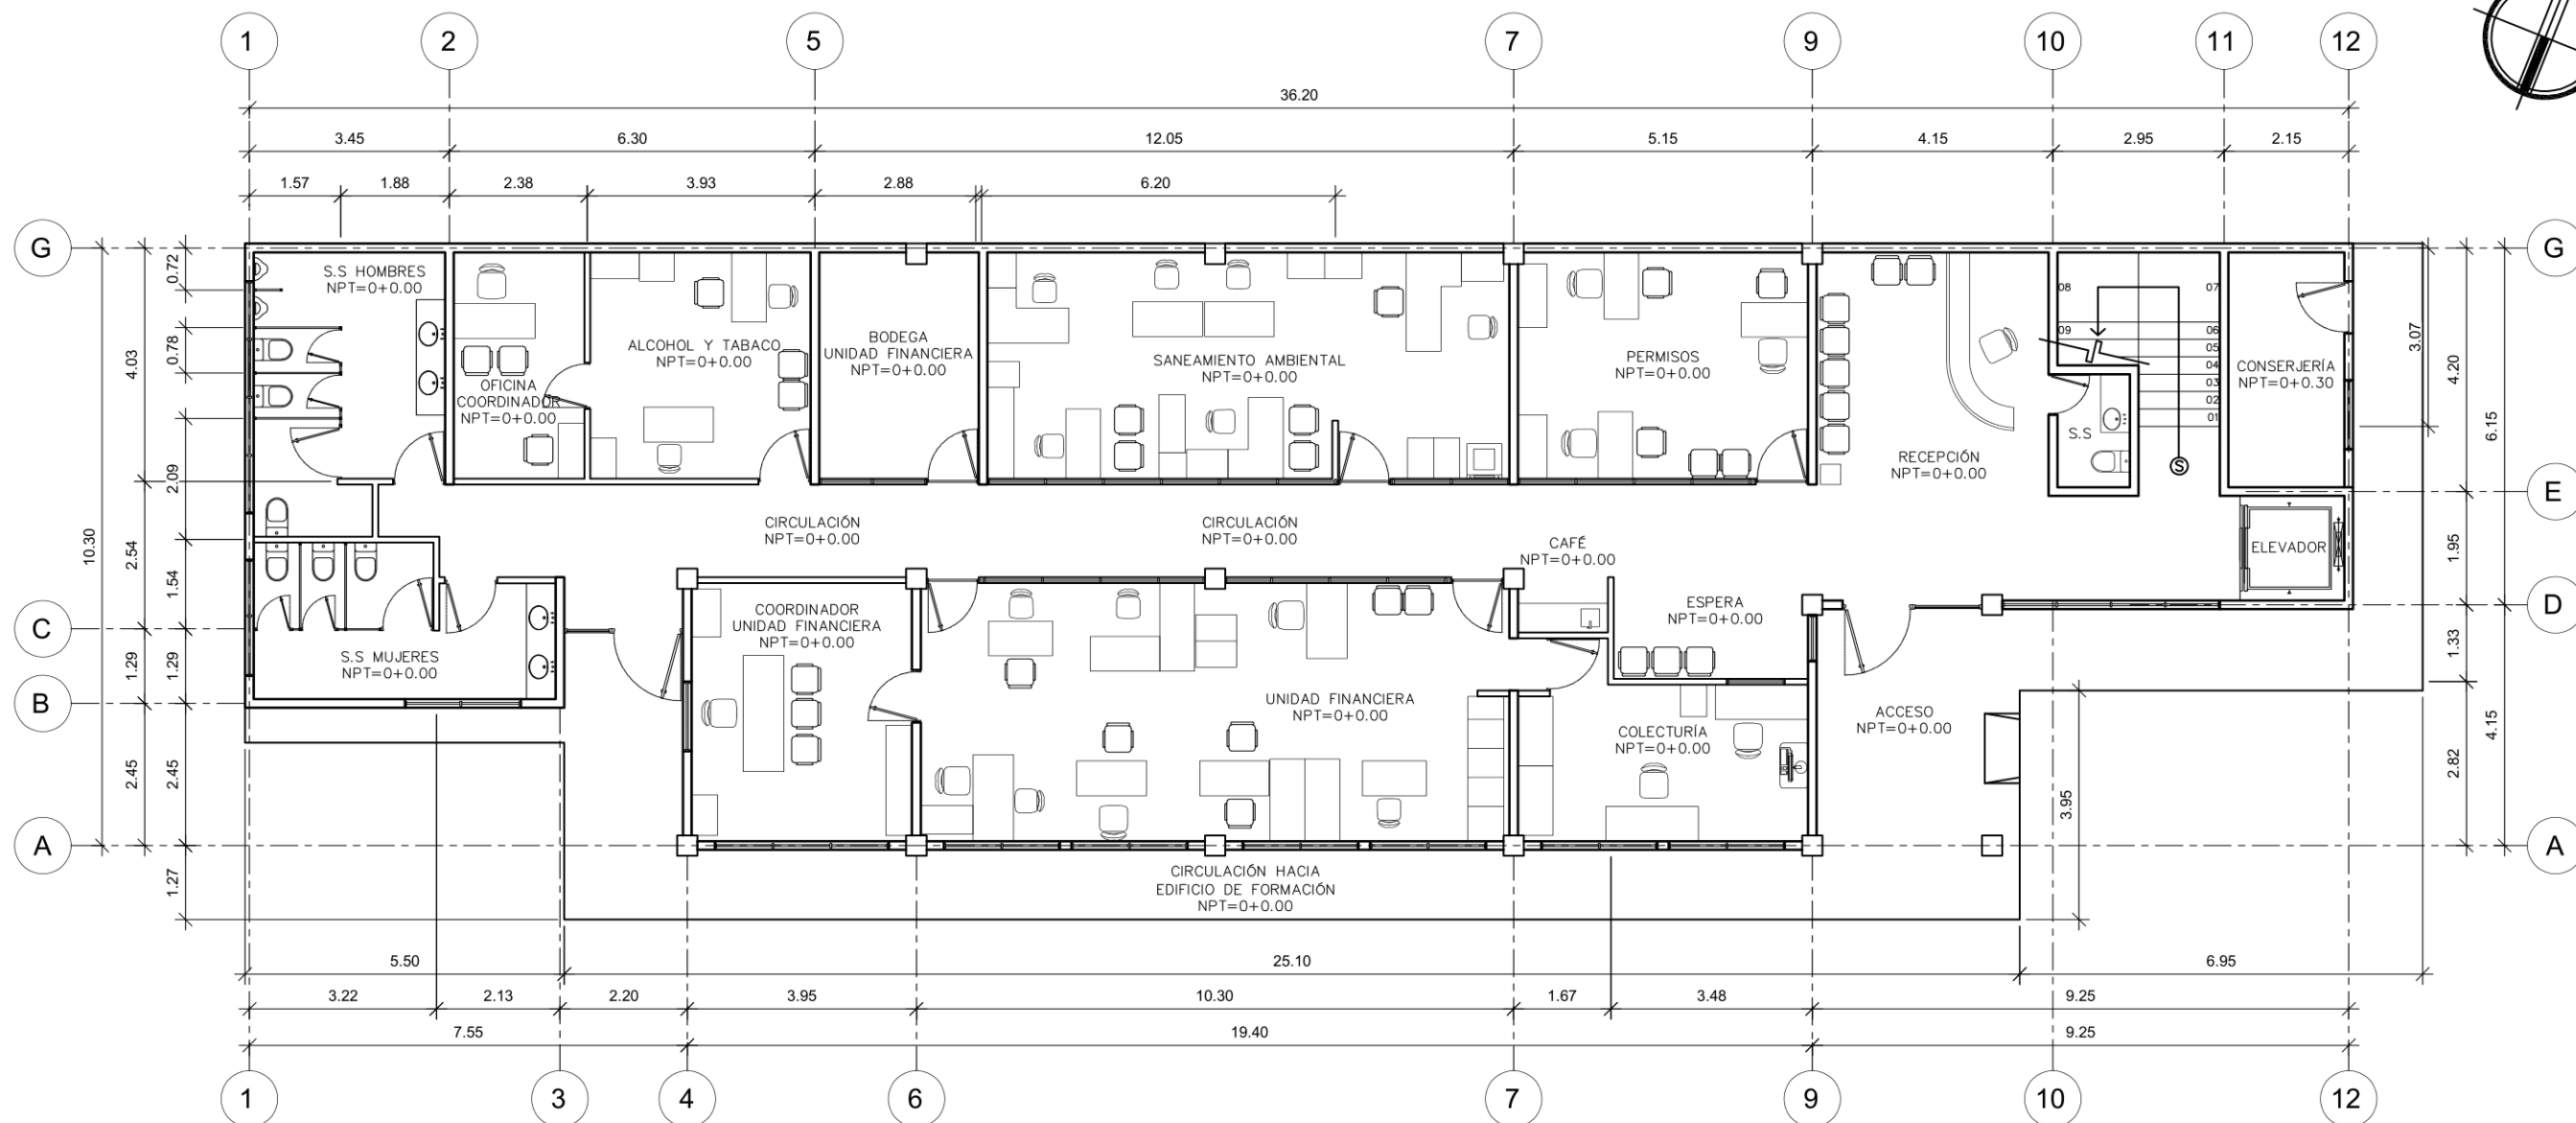 1
2
5
7
9
10
11
12
36.20
3.45
6.30
12.05
5.15
4.15
2.95
2.15
1.57
1.88
2.38
3.93
2.88
6.20
G
G
0.72
0.78
4.03
2.09
10.30
2.54
1.54
1.29
1.29
2.45
2.45
1.27
C
B
A
S.S HOMBRES
NPT=0+0.00
OFICINA
COORDINADOR
NPT=0+0.00
ALCOHOL Y TABACO
NPT=0+0.00
BODEGA
UNIDAD FINANCIERA
NPT=0+0.00
SANEAMIENTO AMBIENTAL
NPT=0+0.00
PERMISOS
NPT=0+0.00
RECEPCIÓN
NPT=0+0.00
08
07
09
06
05
04
03
02
01
S.S
S
CONSERJERÍA
NPT=0+0.30
3.07
4.20
6.15
E
CIRCULACIÓN
NPT=0+0.00
CIRCULACIÓN
NPT=0+0.00
CAFÉ
NPT=0+0.00
ELEVADOR
1.95
D
S.S MUJERES
NPT=0+0.00
COORDINADOR
UNIDAD FINANCIERA
NPT=0+0.00
UNIDAD FINANCIERA
NPT=0+0.00
ESPERA
NPT=0+0.00
COLECTURÍA
NPT=0+0.00
ACCESO
NPT=0+0.00
1.33
4.15
2.82
3.95
A
CIRCULACIÓN HACIA
EDIFICIO DE FORMACIÓN
NPT=0+0.00
5.50
25.10
6.95
3.22
2.13
2.20
3.95
10.30
1.67
3.48
9.25
7.55
19.40
9.25
1
3
4
6
7
9
10
12